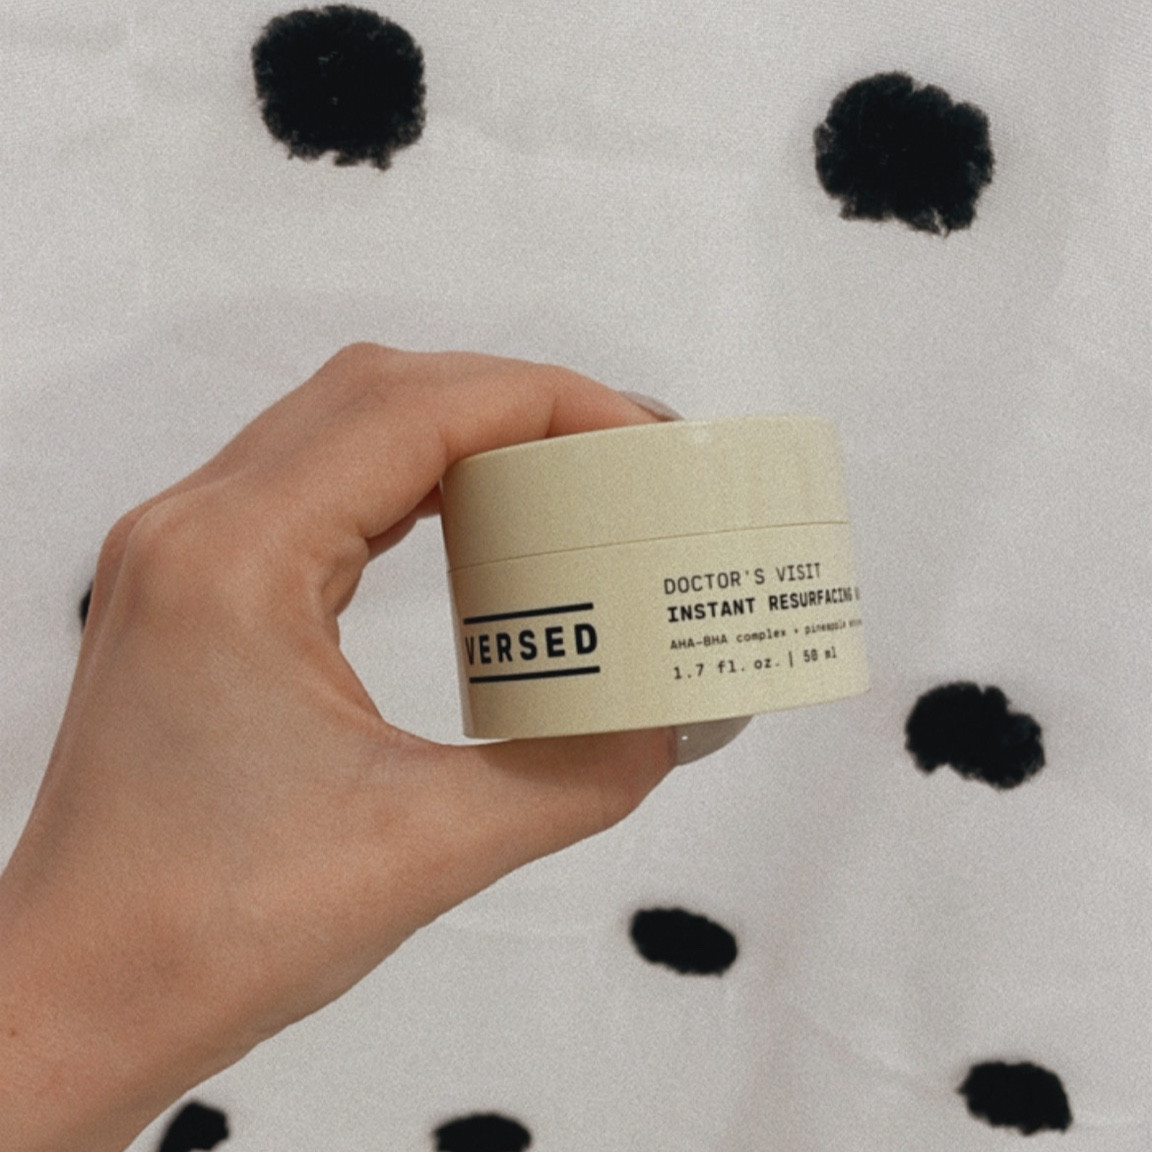 VERSED
DOCTOR'S VISIT
INSTANT RESURFACING
AHA-BHA complex + pineapple
1.7 fl. oz. | 50 ml